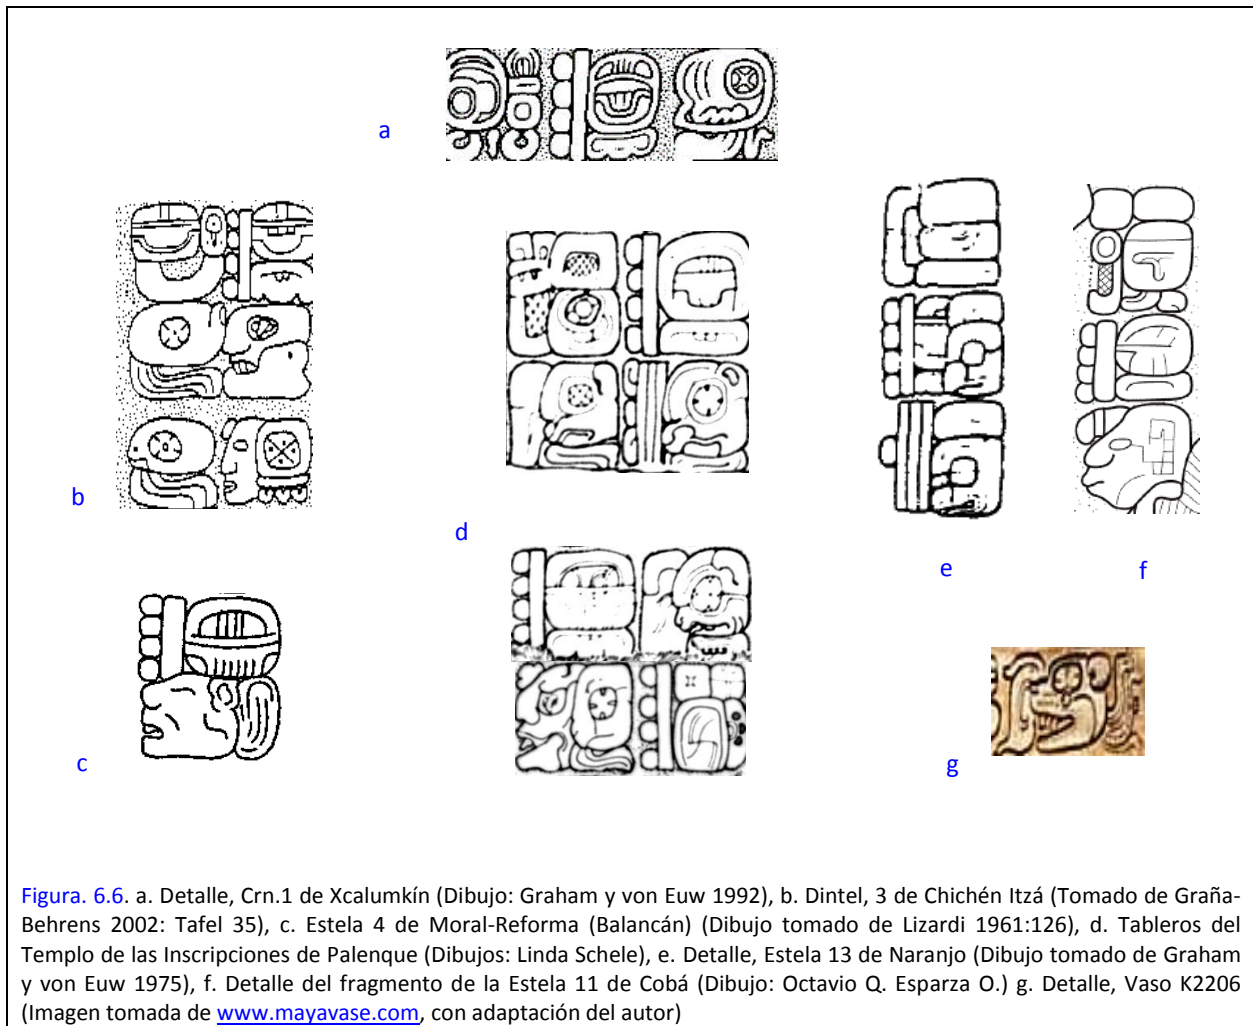 a
b
d
e
f
c
g
Figura. 6.6. a. Detalle, Crn.1 de Xcalumkín (Dibujo: Graham y von Euw 1992), b. Dintel, 3 de Chichén Itzá (Tomado de Graña-
Behrens 2002: Tafel 35), c. Estela 4 de Moral-Reforma (Balancán) (Dibujo tomado de Lizardi 1961:126), d. Tableros del
Templo de las Inscripciones de Palenque (Dibujos: Linda Schele), e. Detalle, Estela 13 de Naranjo (Dibujo tomado de Graham
y von Euw 1975), f. Detalle del fragmento de la Estela 11 de Cobá (Dibujo: Octavio Q. Esparza O.) g. Detalle, Vaso K2206
(Imagen tomada de www.mayavase.com, con adaptación del autor)